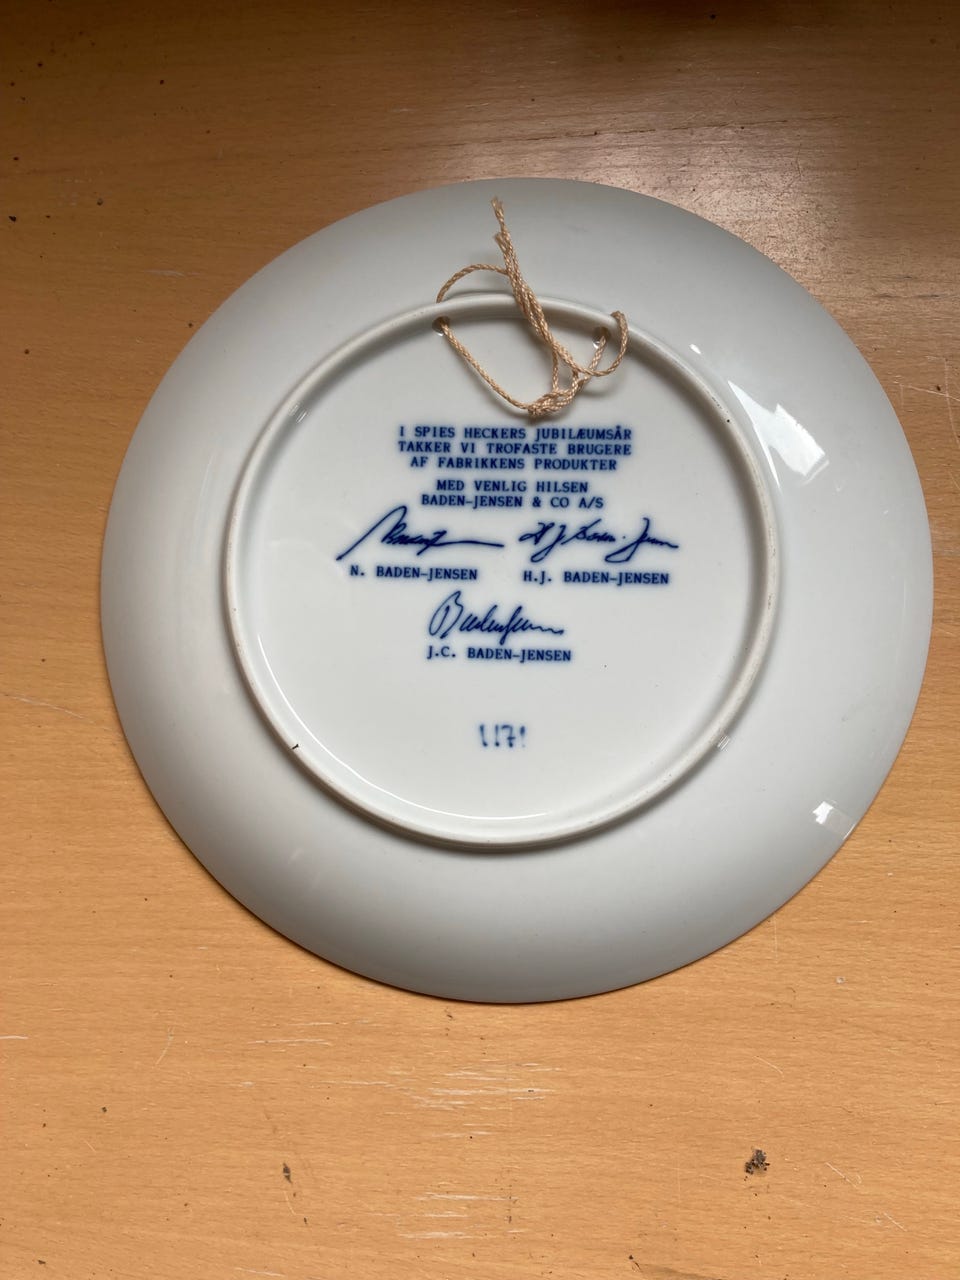 I SPIES HECKERS JUBILÆUMSÅR
TAKKER VI TROFASTE BRUGERE
AF FABRIKKENS PRODUKTER
MED VENLIG HILSEN
BADEN-JENSEN & CO A/S
N. BADEN-JENSEN H.J. BADEN-JENSEN
J.C. BADEN-JENSEN
1171